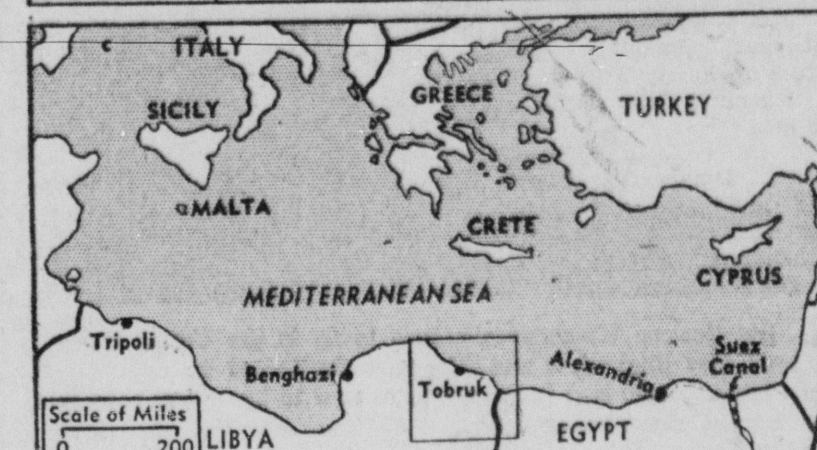 C
ITALY
SICILY
GREECE
TURKEY
MALTA
CRETE
CYPRUS
MEDITERRANEAN SEA
Tripoli
Benghazi
Tobruk
Alexandria
Suez
Canal
Scale of Miles
0 200
LIBYA
EGYPT